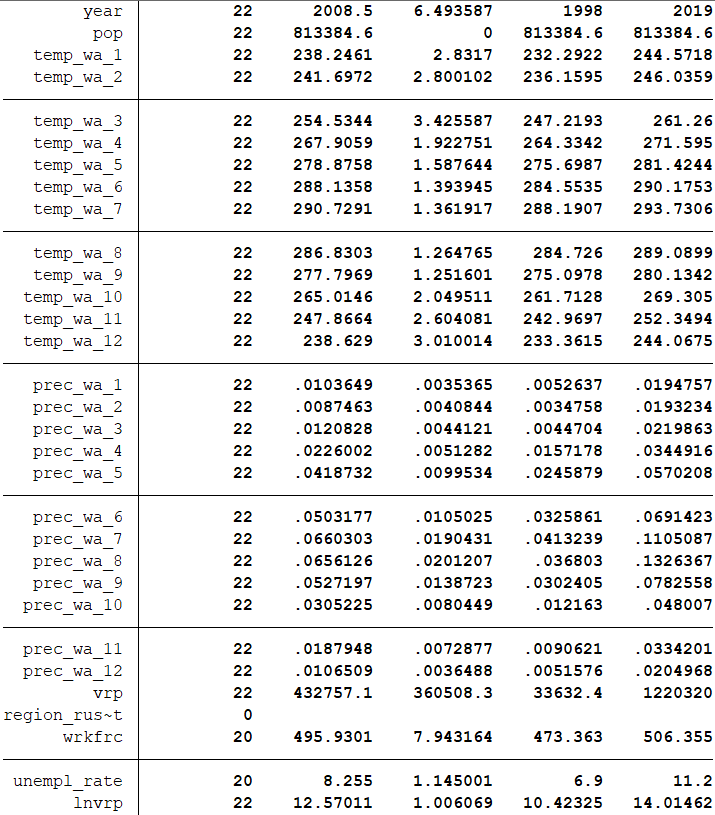 year 22 2008.5 6.493587 1998 2019
pop 22 813384.6 0 813384.6 813384.6
temp_wa_1 22 238.2461 2.8317 232.2922 244.5718
temp_wa_2 22 241.6972 2.800102 236.1595 246.0359
temp_wa_3 22 254.5344 3.425587 247.2193 261.26
temp_wa_4 22 267.9059 1.922751 264.3342 271.595
temp_wa_5 22 278.8758 1.587644 275.6987 281.4244
temp_wa_6 22 288.1358 1.393945 284.5535 290.1753
temp_wa_7 22 290.7291 1.361917 288.1907 293.7306
temp_wa_8 22 286.8303 1.264765 284.726 289.0899
temp_wa_9 22 277.7969 1.251601 275.0978 280.1342
temp_wa_10 22 265.0146 2.049511 261.7128 269.305
temp_wa_11 22 247.8664 2.604081 242.9697 252.3494
temp_wa_12 22 238.629 3.010014 233.3615 244.0675
prec_wa_1 22 .0103649 .0035365 .0052637 .0194757
prec_wa_2 22 .0087463 .0040844 .0034758 .0193234
prec_wa_3 22 .0120828 .0044121 .0044704 .0219863
prec_wa_4 22 .0226002 .0051282 .0157178 .0344916
prec_wa_5 22 .0418732 .0099534 .0245879 .0570208
prec_wa_6 22 .0503177 .0105025 .0325861 .0691423
prec_wa_7 22 .0660303 .0190431 .0413239 .1105087
prec_wa_8 22 .0656126 .0201207 .036803 .1326367
prec_wa_9 22 .0527197 .0138723 .0302405 .0782558
prec_wa_10 22 .0305225 .0080449 .012163 .048007
prec_wa_11 22 .0187948 .0072877 .0090621 .0334201
prec_wa_12 22 .0106509 .0036488 .0051576 .0204968
vrp 22 432757.1 360508.3 33632.4 1220320
region_rus~t 0
wrkfrc 20 495.9301 7.943164 473.363 506.355
unempl_rate 20 8.255 1.145001 6.9 11.2
lnvrp 22 12.57011 1.006069 10.42325 14.01462